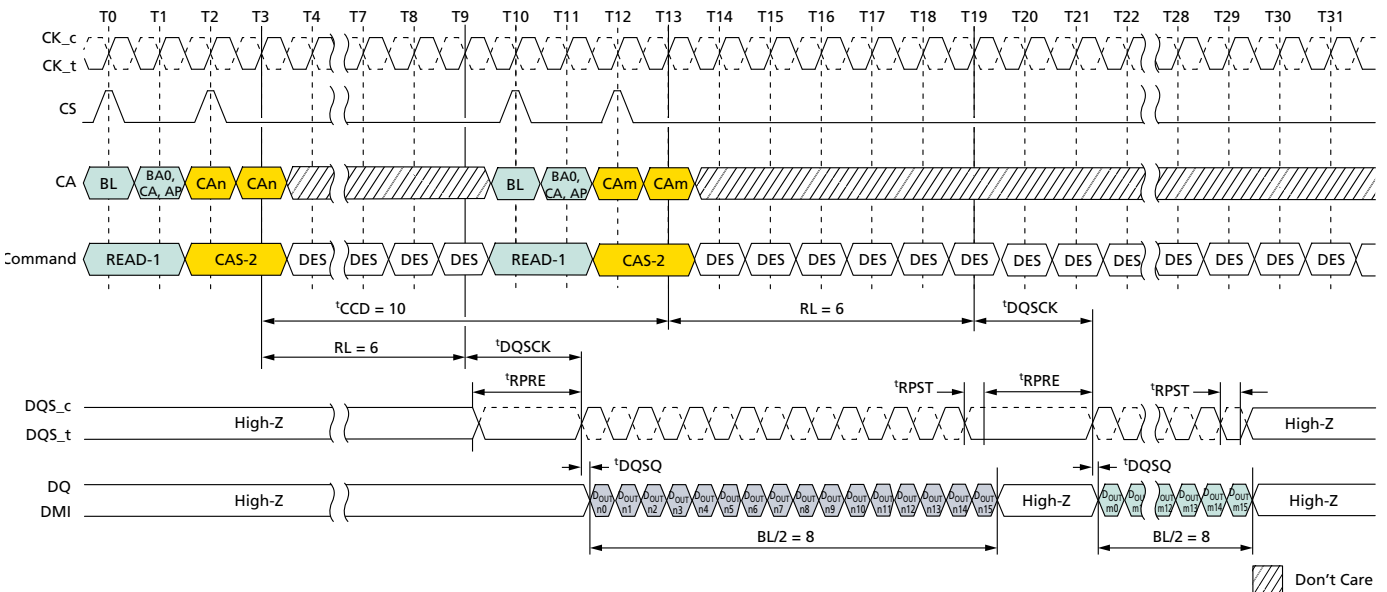 T0 T1 T2 T3 T4 T7 T8 T9 T10 T11 T12 T13 T14 T15 T16 T17 T18 T19 T20 T21 T22 T28 T29 T30 T31
CK_c
CK_t
CS
CA BL BA0, CA, AP CAn CAn BL BA0, CA, AP CAm CAm
Command READ-1 CAS-2 DES DES DES DES READ-1 CAS-2 DES DES DES DES DES DES DES DES DES DES DES DES DES
tCCD = 10 RL = 6 tDQSCK
RL = 6 tDQSCK
tRPRE tRPST tRPRE tRPST
DQS_c
DQS_t
High-Z High-Z
tDQSQ tDQSQ
DQ
DMI
High-Z DOUT n0 DOUT n1 DOUT n2 DOUT n3 DOUT n4 DOUT n5 DOUT n6 DOUT n7 DOUT n8 DOUT n9 DOUT n10 DOUT n11 DOUT n12 DOUT n13 DOUT n14 DOUT n15 High-Z DOUT m0 DOUT DOUT m12 DOUT m13 DOUT m14 DOUT m15 High-Z
BL/2 = 8 BL/2 = 8
Don't Care